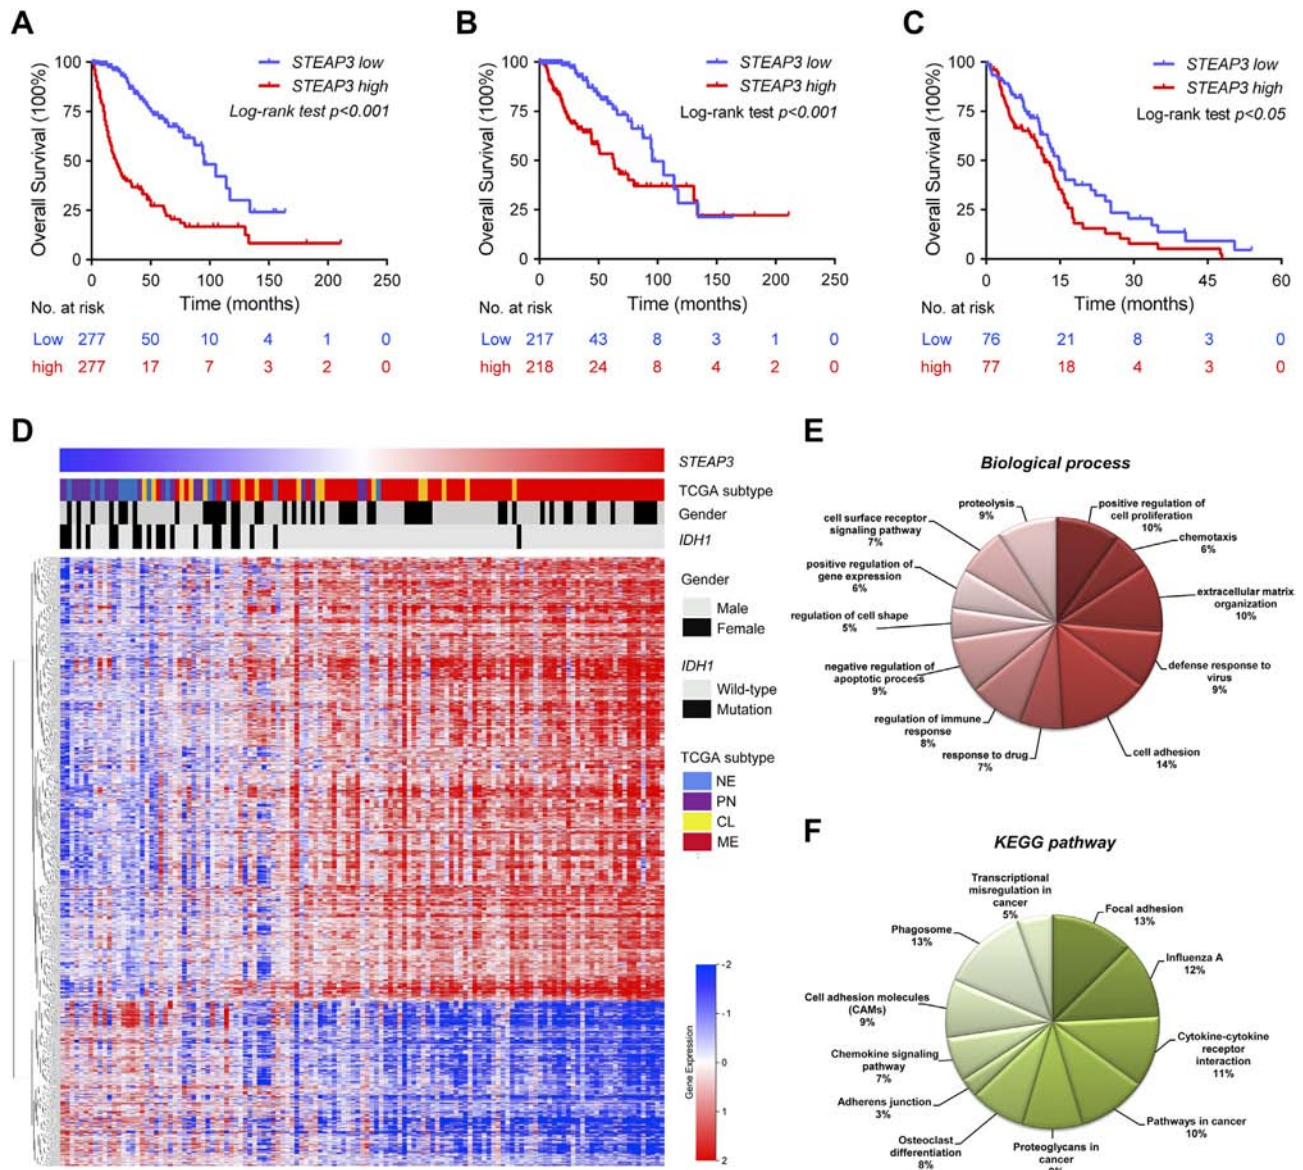 A
100
75
50
25
0
Overall Survival (100%)
STEAP3 low
STEAP3 high
Log-rank test p<0.001
0 50 100 150 200 250
Time (months)
No. at risk
Low 277 50 10 4 1 0
high 277 17 7 3 2 0
B
100
75
50
25
0
Overall Survival (100%)
STEAP3 low
STEAP3 high
Log-rank test p<0.001
0 50 100 150 200 250
Time (months)
No. at risk
Low 217 43 8 3 1 0
high 218 24 8 4 2 0
C
100
75
50
25
0
Overall Survival (100%)
STEAP3 low
STEAP3 high
Log-rank test p<0.05
0 15 30 45 60
Time (months)
No. at risk
Low 76 21 8 3 0
high 77 18 4 3 0
D
STEAP3
TCGA subtype
Gender
IDH1
Gender
Male
Female
IDH1
Wild-type
Mutation
TCGA subtype
NE
PN
CL
ME
Gene Expression
-2
-1
0
1
2
E
Biological process
positive regulation of
cell proliferation
10%
chemotaxis
6%
extracellular matrix
organization
10%
defense response to
virus
9%
cell adhesion
14%
response to drug
7%
regulation of immune
response
8%
negative regulation of
apoptotic process
9%
regulation of cell shape
5%
positive regulation of
gene expression
6%
cell surface receptor
signaling pathway
7%
proteolysis
9%
F
KEGG pathway
Focal adhesion
13%
Influenza A
12%
Cytokine-cytokine
receptor
interaction
11%
Pathways in cancer
10%
Proteoglycans in
cancer
Osteoclast
differentiation
8%
Adherens junction
3%
Chemokine signaling
pathway
7%
Cell adhesion molecules
(CAMs)
9%
Phagosome
13%
Transcriptional
misregulation in
cancer
5%